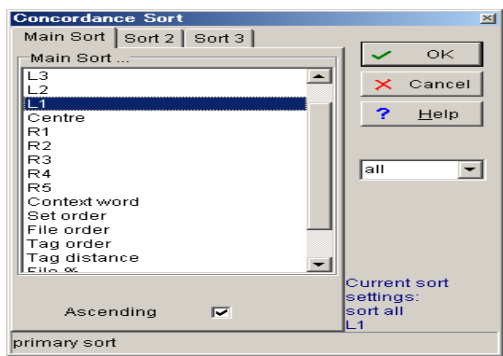 Concordance Sort
Main Sort Sort 2 Sort 3
Main Sort ...
L3
L2
L1
Centre
R1
R2
R3
R4
R5
Context word
Set order
File order
Tag order
Tag distance
File %
Ascending
OK
Cancel
? Help
all
Current sort
settings:
sort all
L1
primary sort